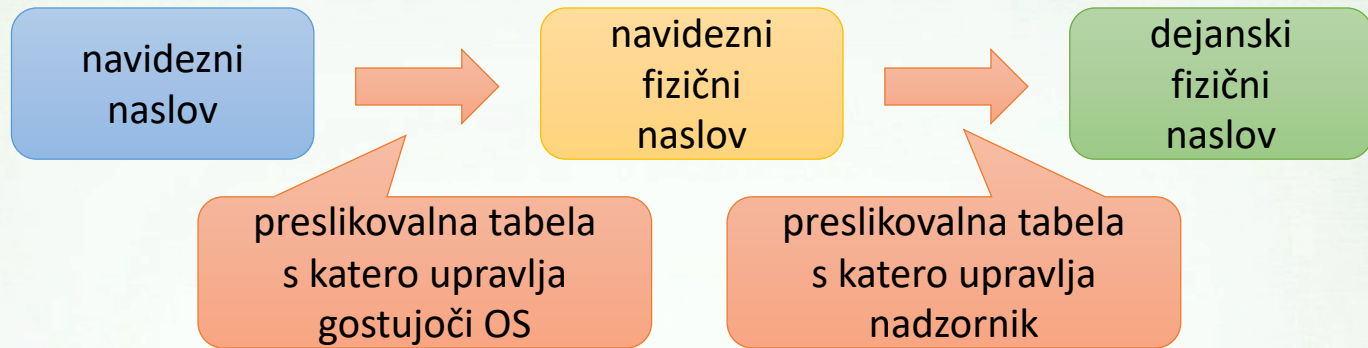 navidezni
naslov
navidezni
fizični
naslov
dejanski
fizični
naslov
preslikovalna tabela
s katero upravlja
gostujoči OS
preslikovalna tabela
s katero upravlja
nadzornik